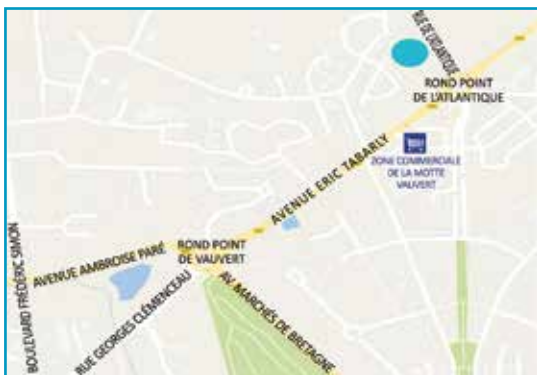 RUE DE L'ATLANTIQUE
ROND POINT
DE L'ATLANTIQUE
ZONE COMMERCIALE
DE LA MOTTE
VAUVERT
AVENUE ERIC TABARLY
ROND POINT
DE VAUVERT
AVENUE AMBROISE PARÉ
BOULEVARD FRÉDÉRIC SIMON
RUE GEORGES CLÉMENCEAU
AV. MARCHÉS DE BRETAGNE